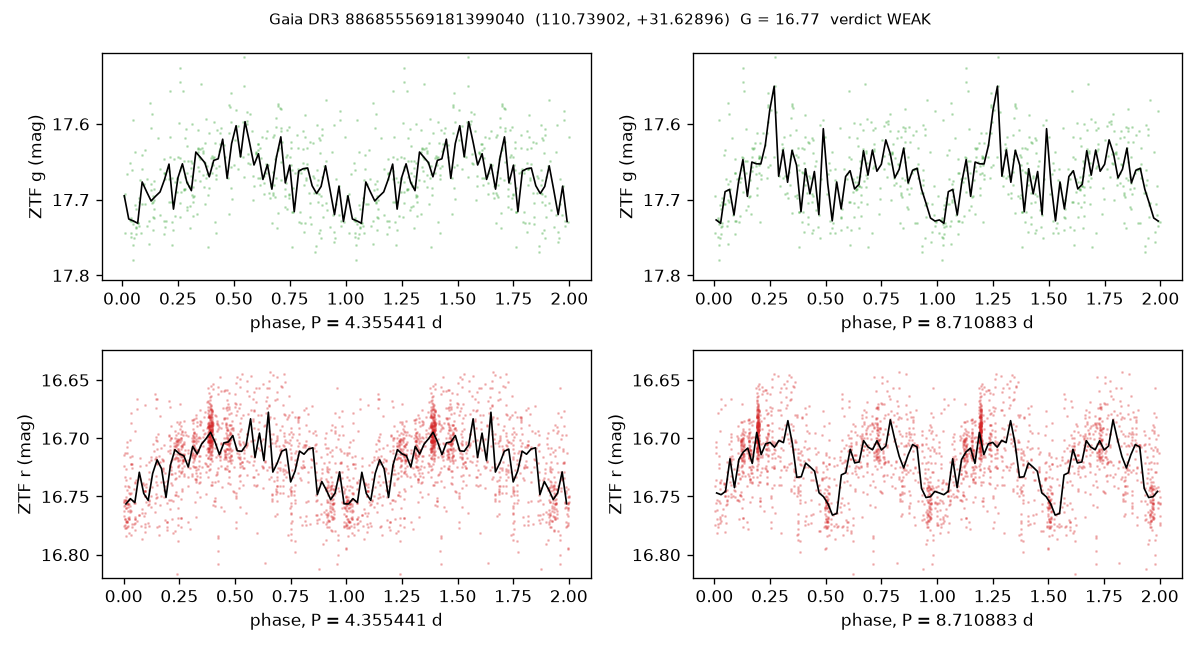 Gaia DR3 886855569181399040  (110.73902, +31.62896)  G = 16.77  verdict WEAK
ZTF g (mag)
17.6
17.7
17.8
0.00 0.25 0.50 0.75 1.00 1.25 1.50 1.75 2.00
phase, P = 4.355441 d
ZTF g (mag)
17.6
17.7
17.8
0.00 0.25 0.50 0.75 1.00 1.25 1.50 1.75 2.00
phase, P = 8.710883 d
ZTF r (mag)
16.65
16.70
16.75
16.80
0.00 0.25 0.50 0.75 1.00 1.25 1.50 1.75 2.00
phase, P = 4.355441 d
ZTF r (mag)
16.65
16.70
16.75
16.80
0.00 0.25 0.50 0.75 1.00 1.25 1.50 1.75 2.00
phase, P = 8.710883 d